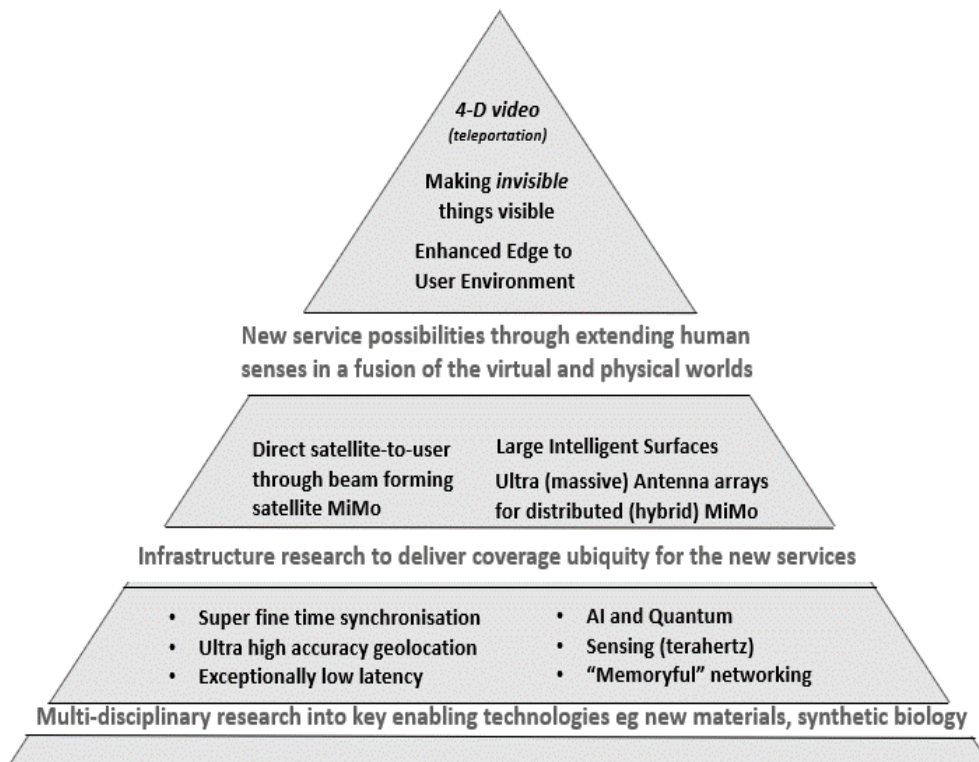 4-D video
(teleportation)
Making invisible
things visible
Enhanced Edge to
User Environment
New service possibilities through extending human
senses in a fusion of the virtual and physical worlds
Direct satellite-to-user
through beam forming
satellite MiMo
Large Intelligent Surfaces
Ultra (massive) Antenna arrays
for distributed (hybrid) MiMo
Infrastructure research to deliver coverage ubiquity for the new services
• Super fine time synchronisation
• Ultra high accuracy geolocation
• Exceptionally low latency
• AI and Quantum
• Sensing (terahertz)
• “Memoryful” networking
Multi-disciplinary research into key enabling technologies eg new materials, synthetic biology